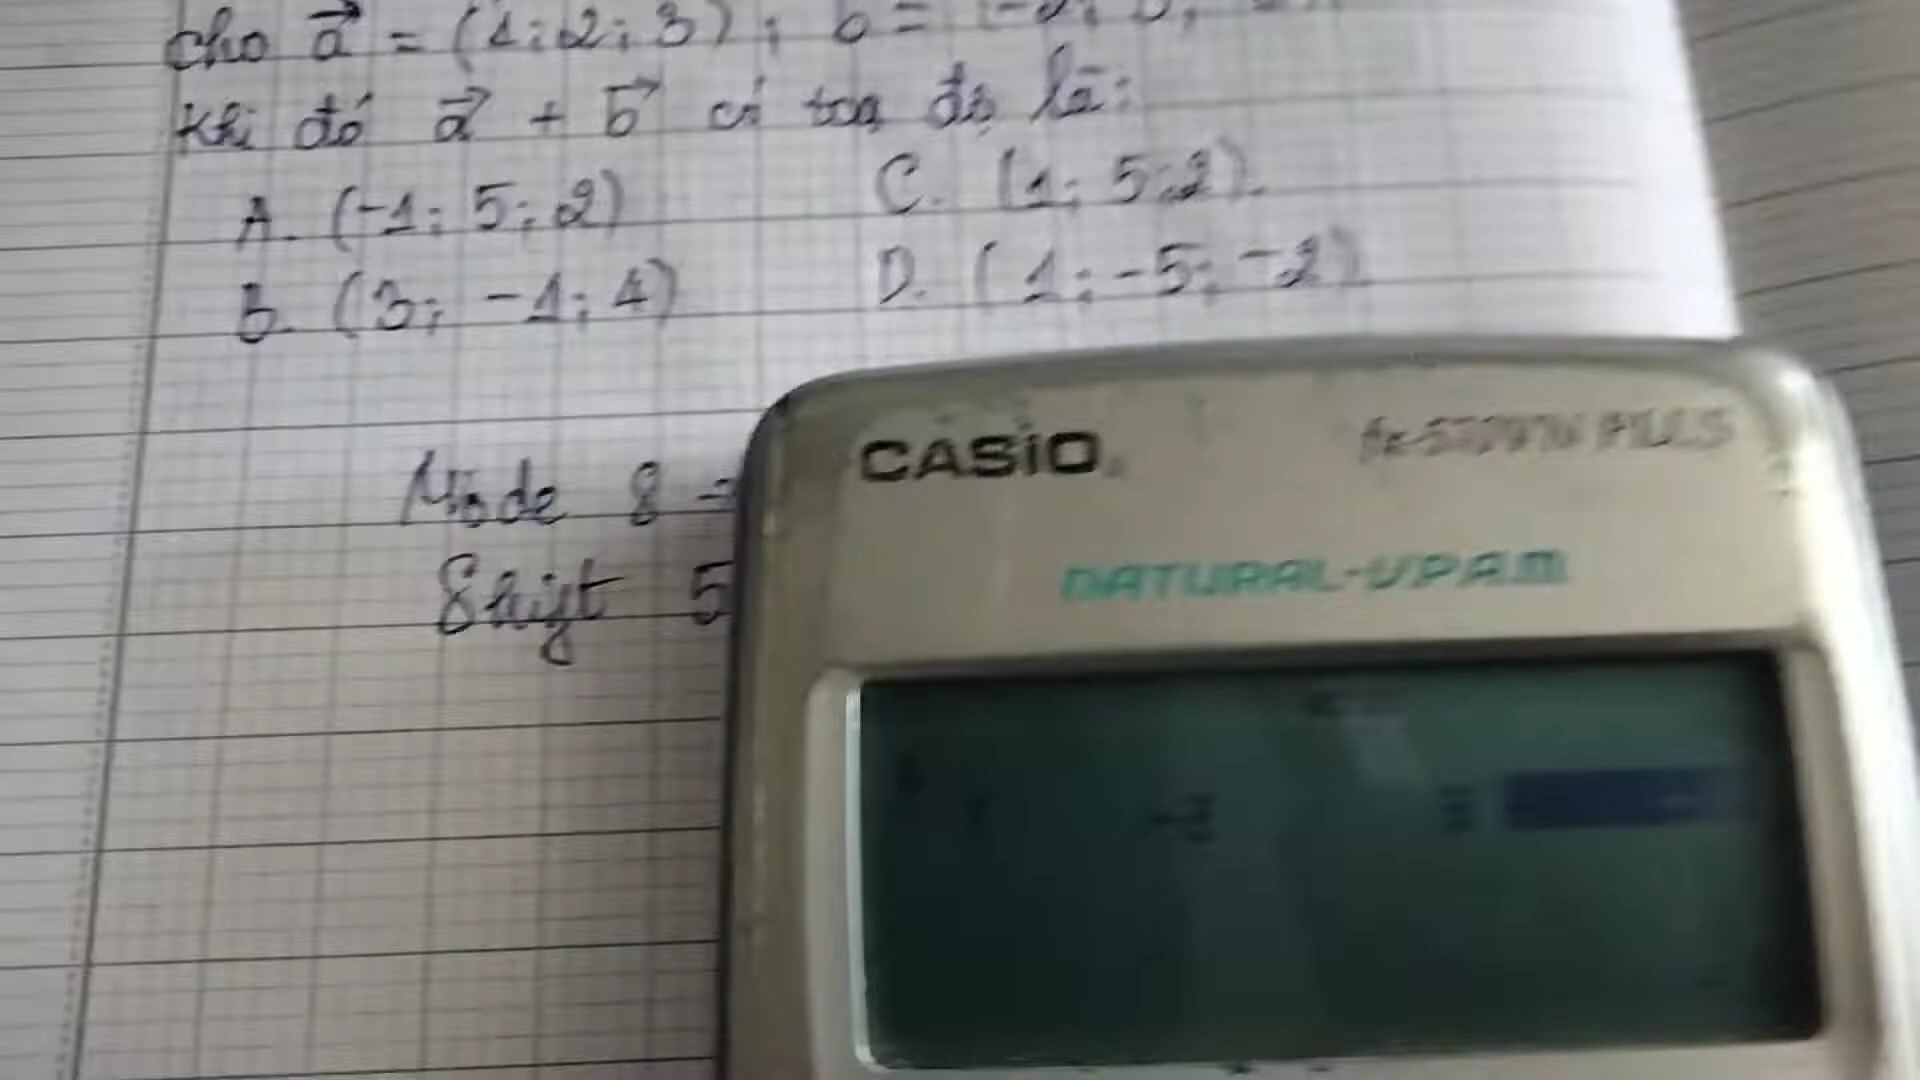 Cho a⃗ = (1; 2; 3);
Khi đó a⃗ + b⃗ có toạ độ là:
A. (-1; 5; 2)
C. (1; 5; 2).
B. (3; -1; 4)
D. (1; -5; -2)
Mode 8
Shift 5
CASIO
NATURAL-V.P.A.M.